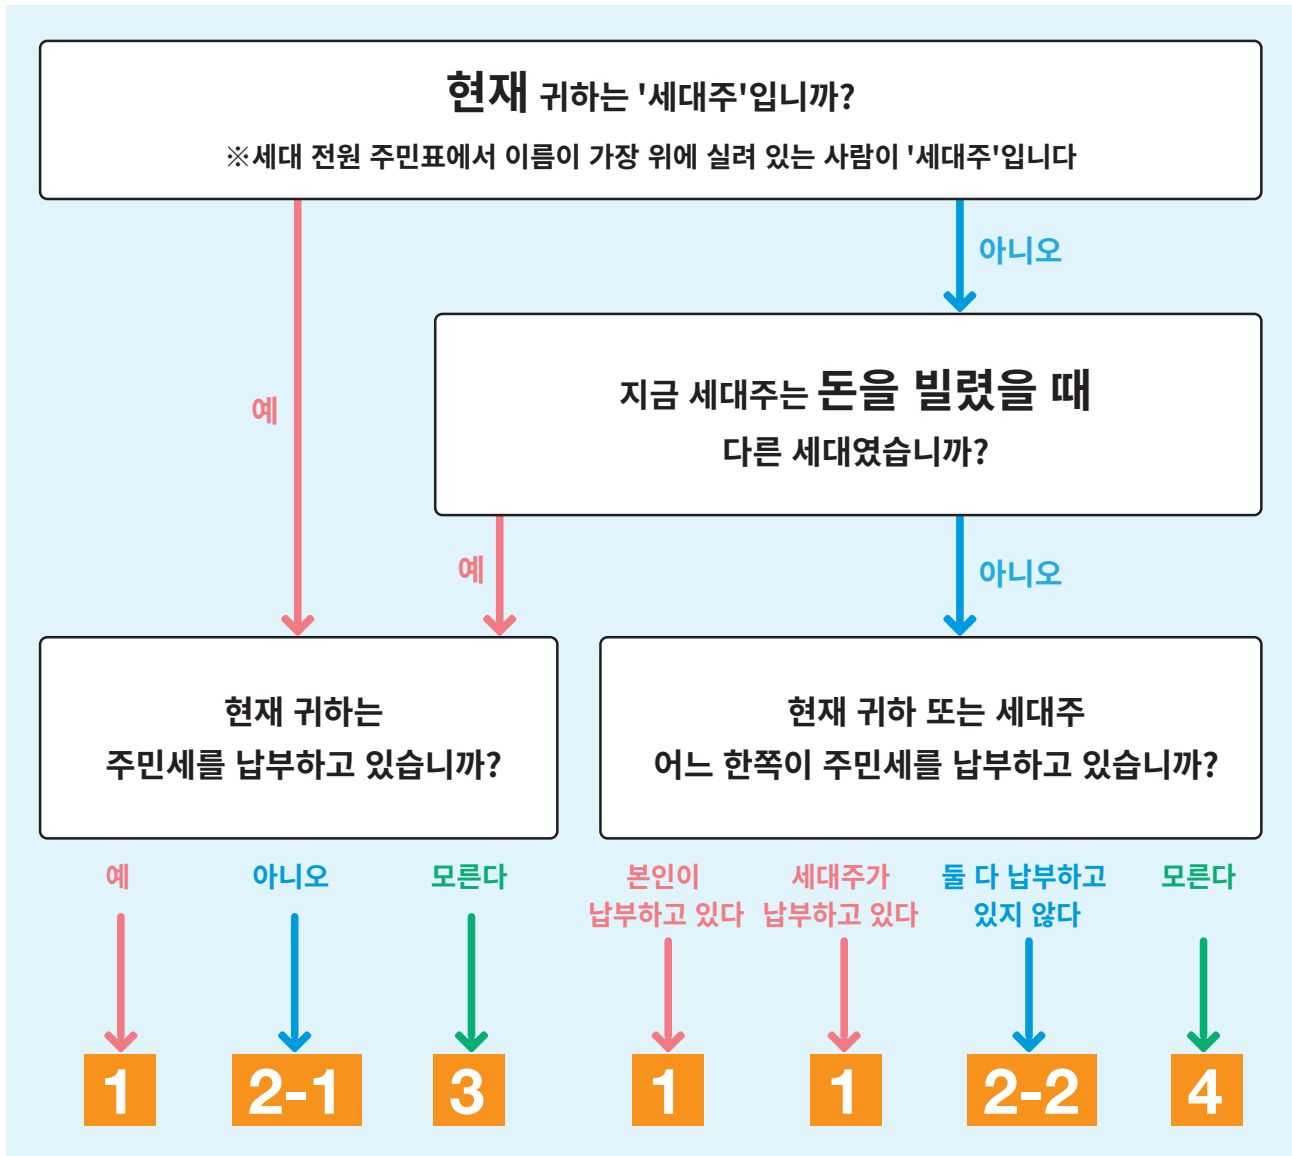 현재 귀하는 '세대주'입니까?
※세대 전원 주민표에서 이름이 가장 위에 실려 있는 사람이 '세대주'입니다
아니오
예
지금 세대주는 돈을 빌렸을 때
다른 세대였습니까?
예
아니오
현재 귀하는
주민세를 납부하고 있습니까?
현재 귀하 또는 세대주
어느 한쪽이 주민세를 납부하고 있습니까?
예
아니오
모른다
본인이
납부하고 있다
세대주가
납부하고 있다
둘 다 납부하고
있지 않다
모른다
1
2-1
3
1
1
2-2
4